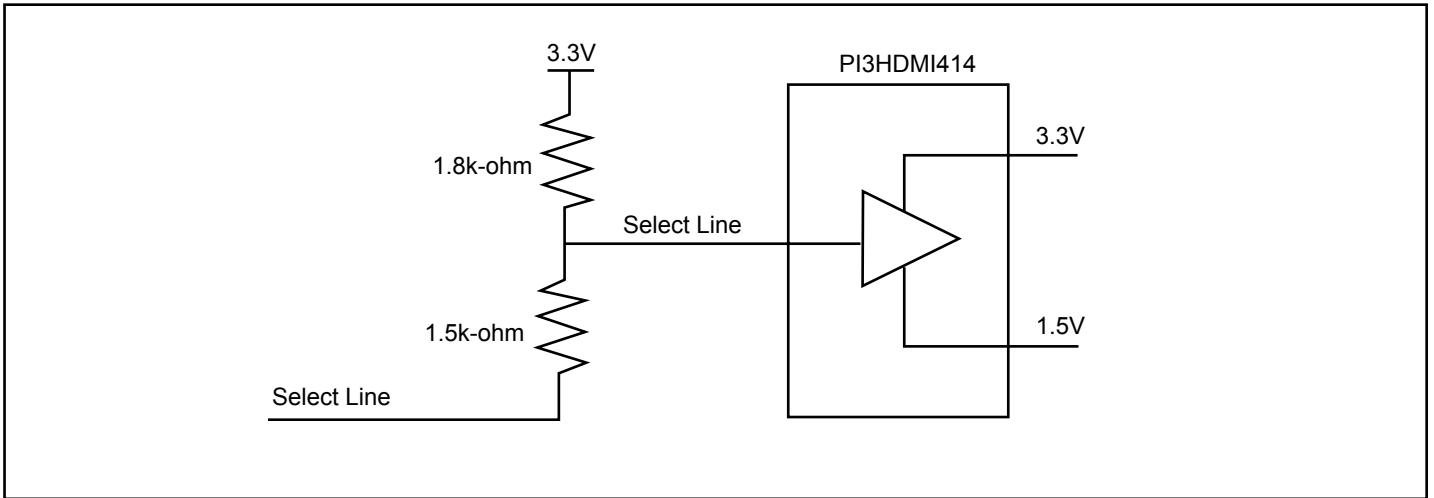 3.3V
PI3HDMI414
3.3V
1.8k-ohm
Select Line
1.5V
1.5k-ohm
Select Line